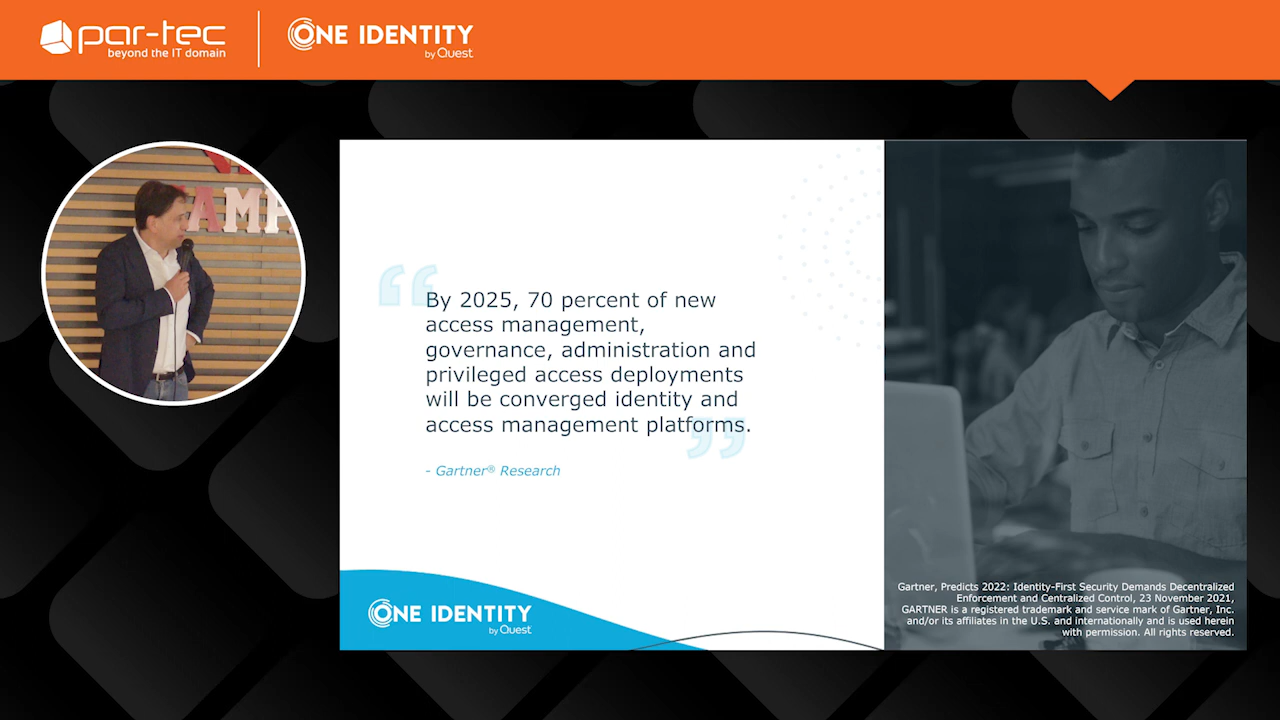 par-tec
beyond the IT domain
ONE IDENTITY
by Quest
AMP
“
By 2025, 70 percent of new
access management,
governance, administration and
privileged access deployments
will be converged identity and
access management platforms.
”
- Gartner® Research
ONE IDENTITY
by Quest
Gartner, Predicts 2022: Identity-First Security Demands Decentralized
Enforcement and Centralized Control, 23 November 2021,
GARTNER is a registered trademark and service mark of Gartner, Inc.
and/or its affiliates in the U.S. and internationally and is used herein
with permission. All rights reserved.